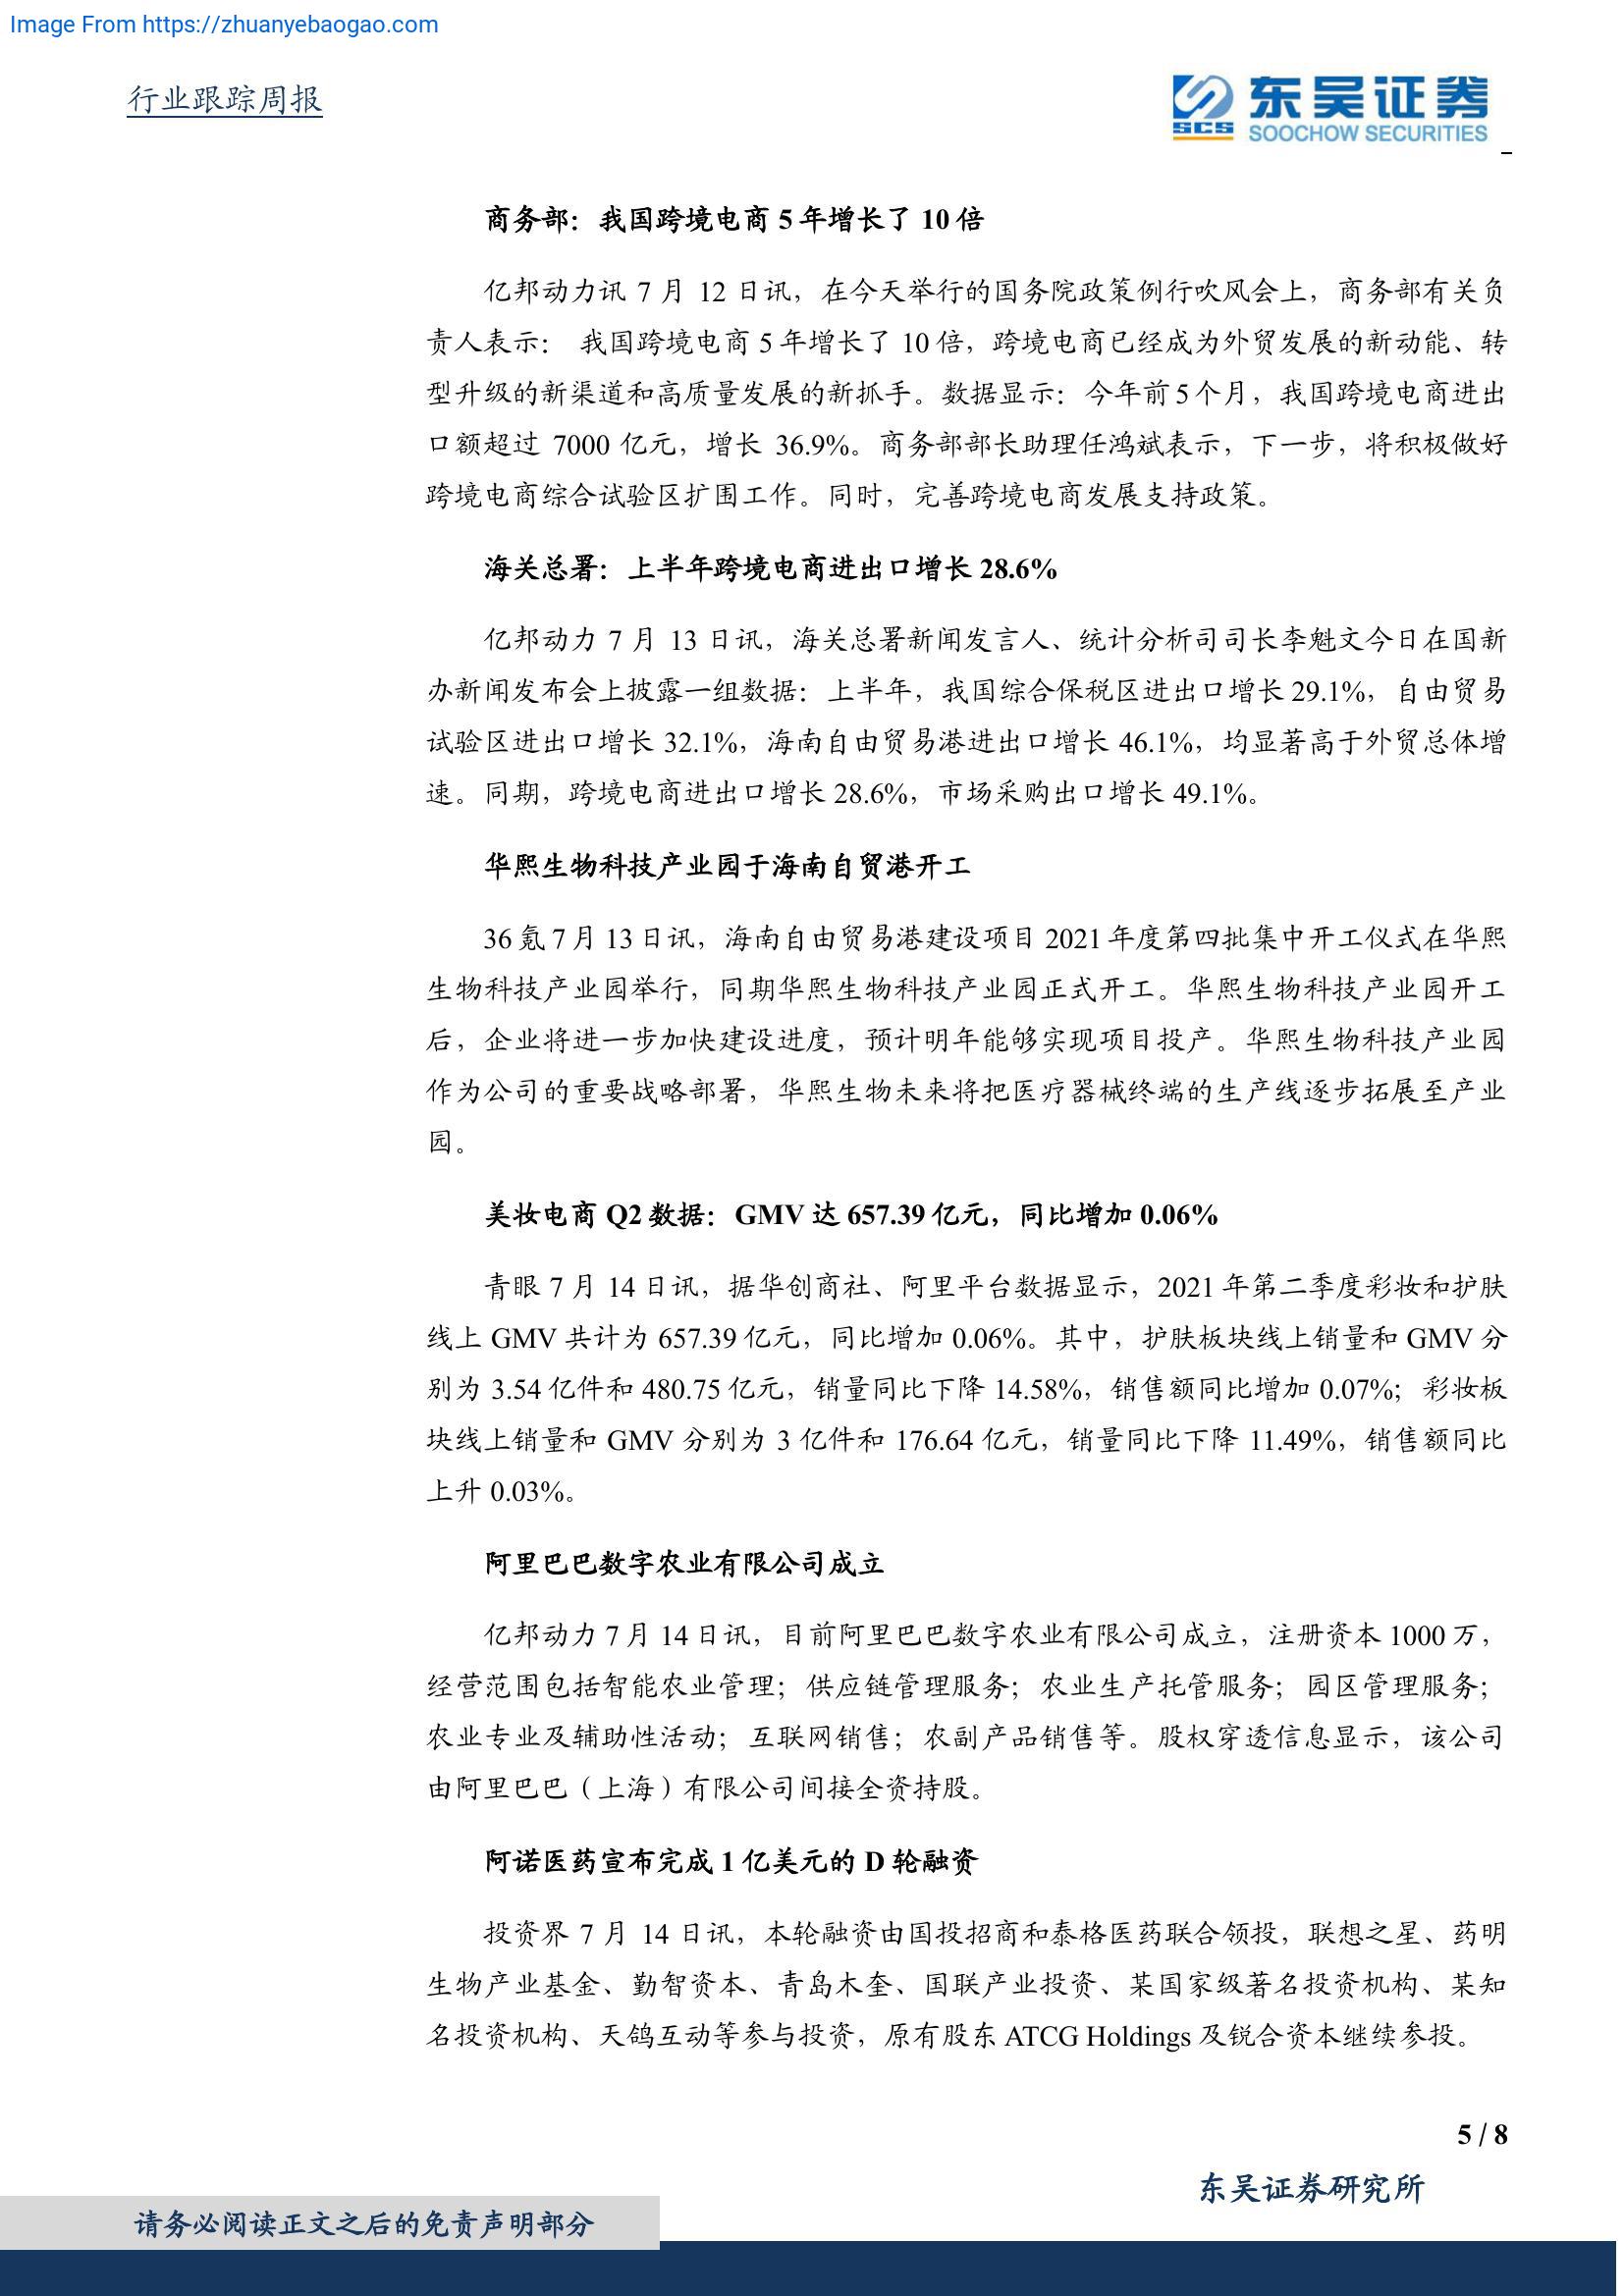 Image From https://zhuanyebaogao.com
行业跟踪周报
SCS
东吴证券
SOOCHOW SECURITIES
商务部：我国跨境电商 5 年增长了 10 倍
亿邦动力讯 7 月 12 日讯，在今天举行的国务院政策例行吹风会上，商务部有关负
责人表示： 我国跨境电商 5 年增长了 10 倍，跨境电商已经成为外贸发展的新动能、转
型升级的新渠道和高质量发展的新抓手。数据显示：今年前 5 个月，我国跨境电商进出
口额超过 7000 亿元，增长 36.9%。商务部部长助理任鸿斌表示，下一步，将积极做好
跨境电商综合试验区扩围工作。同时，完善跨境电商发展支持政策。
海关总署：上半年跨境电商进出口增长 28.6%
亿邦动力 7 月 13 日讯，海关总署新闻发言人、统计分析司司长李魁文今日在国新
办新闻发布会上披露一组数据：上半年，我国综合保税区进出口增长 29.1%，自由贸易
试验区进出口增长 32.1%，海南自由贸易港进出口增长 46.1%，均显著高于外贸总体增
速。同期，跨境电商进出口增长 28.6%，市场采购出口增长 49.1%。
华熙生物科技产业园于海南自贸港开工
36 氪 7 月 13 日讯，海南自由贸易港建设项目 2021 年度第四批集中开工仪式在华熙
生物科技产业园举行，同期华熙生物科技产业园正式开工。华熙生物科技产业园开工
后，企业将进一步加快建设进度，预计明年能够实现项目投产。华熙生物科技产业园
作为公司的重要战略部署，华熙生物未来将把医疗器械终端的生产线逐步拓展至产业
园。
美妆电商 Q2 数据：GMV 达 657.39 亿元，同比增加 0.06%
青眼 7 月 14 日讯，据华创商社、阿里平台数据显示，2021 年第二季度彩妆和护肤
线上 GMV 共计为 657.39 亿元，同比增加 0.06%。其中，护肤板块线上销量和 GMV 分
别为 3.54 亿件和 480.75 亿元，销量同比下降 14.58%，销售额同比增加 0.07%；彩妆板
块线上销量和 GMV 分别为 3 亿件和 176.64 亿元，销量同比下降 11.49%，销售额同比
上升 0.03%。
阿里巴巴数字农业有限公司成立
亿邦动力 7 月 14 日讯，目前阿里巴巴数字农业有限公司成立，注册资本 1000 万，
经营范围包括智能农业管理；供应链管理服务；农业生产托管服务；园区管理服务；
农业专业及辅助性活动；互联网销售；农副产品销售等。股权穿透信息显示，该公司
由阿里巴巴（上海）有限公司间接全资持股。
阿诺医药宣布完成 1 亿美元的 D 轮融资
投资界 7 月 14 日讯，本轮融资由国投招商和泰格医药联合领投，联想之星、药明
生物产业基金、勤智资本、青岛木奎、国联产业投资、某国家级著名投资机构、某知
名投资机构、天鸽互动等参与投资，原有股东 ATCG Holdings 及锐合资本继续参投。
5 / 8
东吴证券研究所
请务必阅读正文之后的免责声明部分